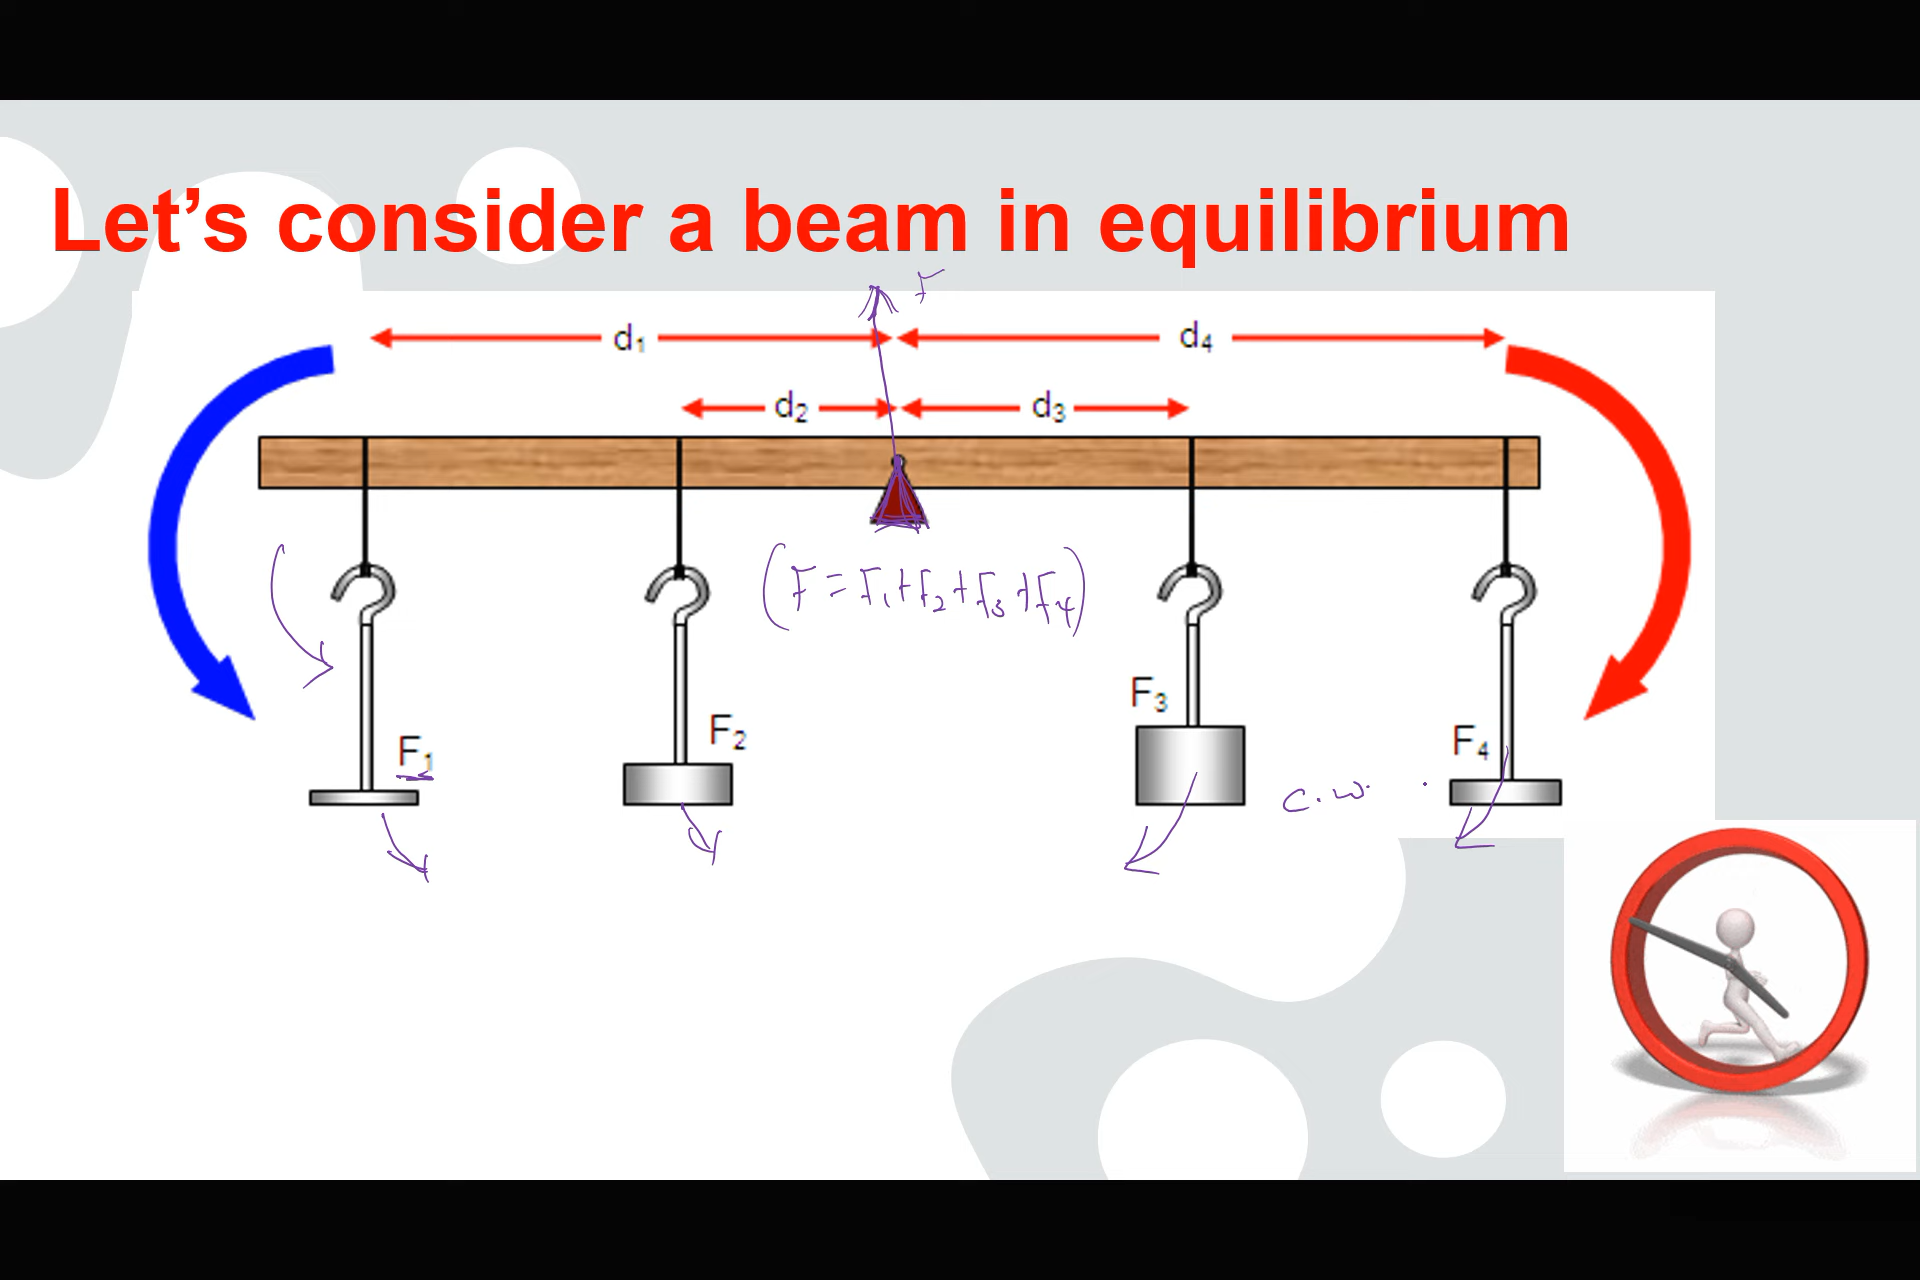 Let's consider a beam in equilibrium
F
d₁ d₄
d₂ d₃
(F = F₁ + F₂ + F₃ + F₄)
F₃
F₁ F₂ F₄
C.W.